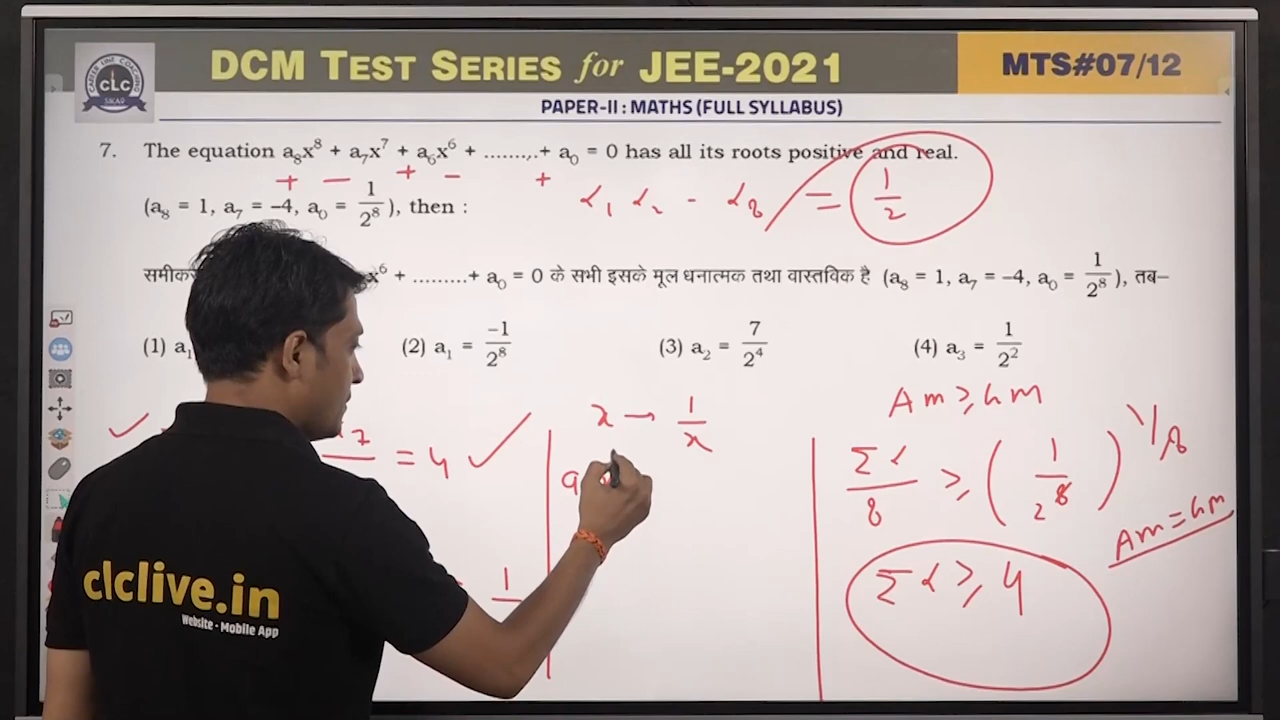 CAREER LINE COACHING
CLC
SIKAR
DCM TEST SERIES for JEE-2021
MTS#07/12
PAPER-II : MATHS (FULL SYLLABUS)
7. The equation a₈x⁸ + a₇x⁷ + a₆x⁶ + ........+ a₀ = 0 has all its roots positive and real.
+ − + − +
(a₈ = 1, a₇ = –4, a₀ = 1/2⁸), then :
α₁ α₂ - α₈ = 1/2
समीकर x⁶ + .........+ a₀ = 0 के सभी इसके मूल धनात्मक तथा वास्तविक है (a₈ = 1, a₇ = –4, a₀ = 1/2⁸), तब–
(1) a₁ (2) a₁ = –1/2⁸ (3) a₂ = 7/2⁴ (4) a₃ = 1/2²
Am ≥ Gm
x → 1/x
= 4
Σα/8 ≥ (1/2⁸)^1/8
Am = Gm
Σα ≥ 4
clclive.in
Website - Mobile App